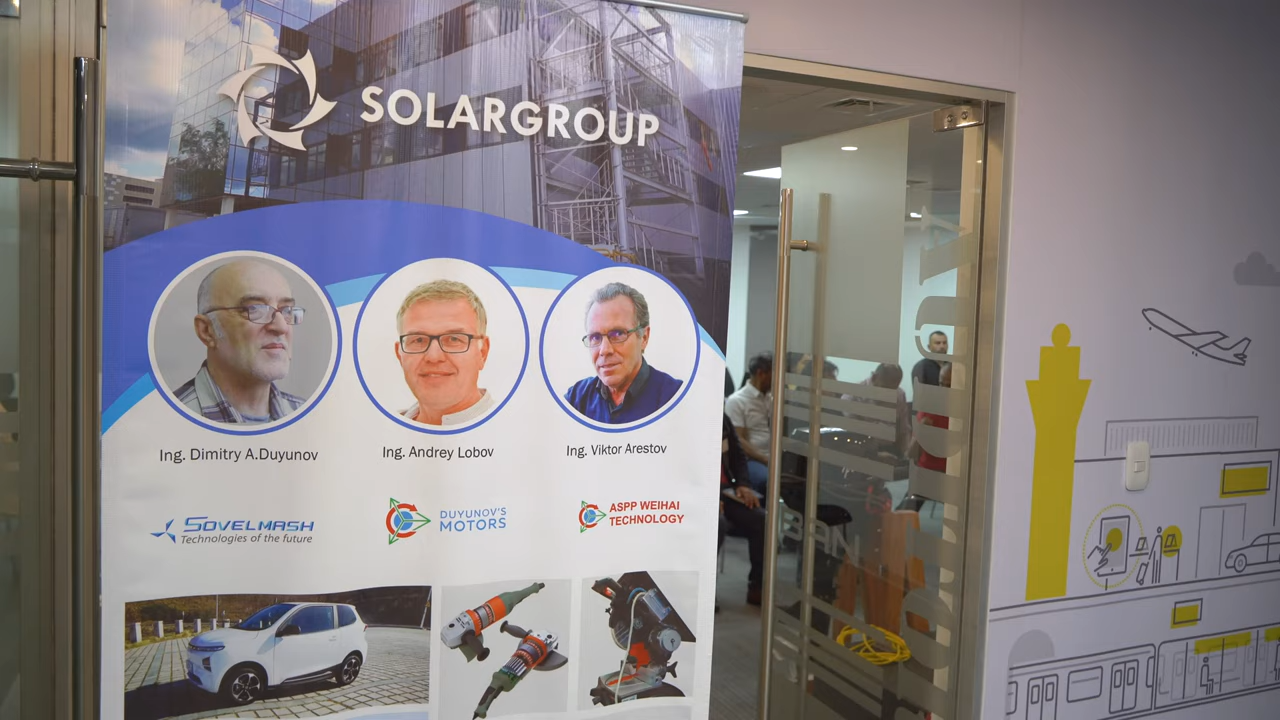 SOLARGROUP
Ing. Dimitry A.Duyunov
Ing. Andrey Lobov
Ing. Viktor Arestov
SOVELMASH
Technologies of the future
DUYUNOV'S
MOTORS
ASPP WEIHAI
TECHNOLOGY